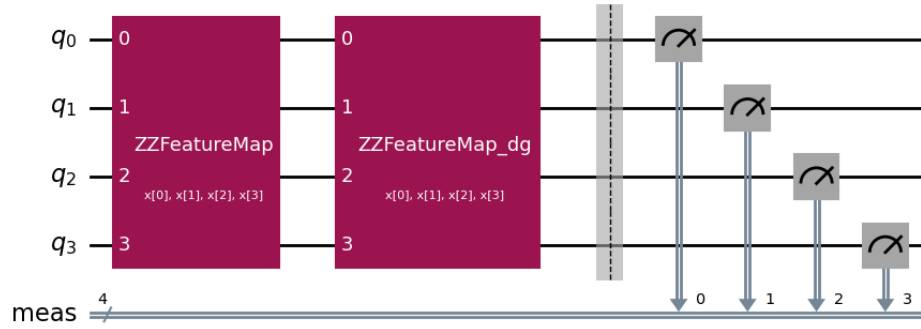 q0 0 0
q1 1 1
ZZFeatureMap ZZFeatureMap_dg
q2 2 2
x[0], x[1], x[2], x[3] x[0], x[1], x[2], x[3]
q3 3 3
4 0 1 2 3
meas